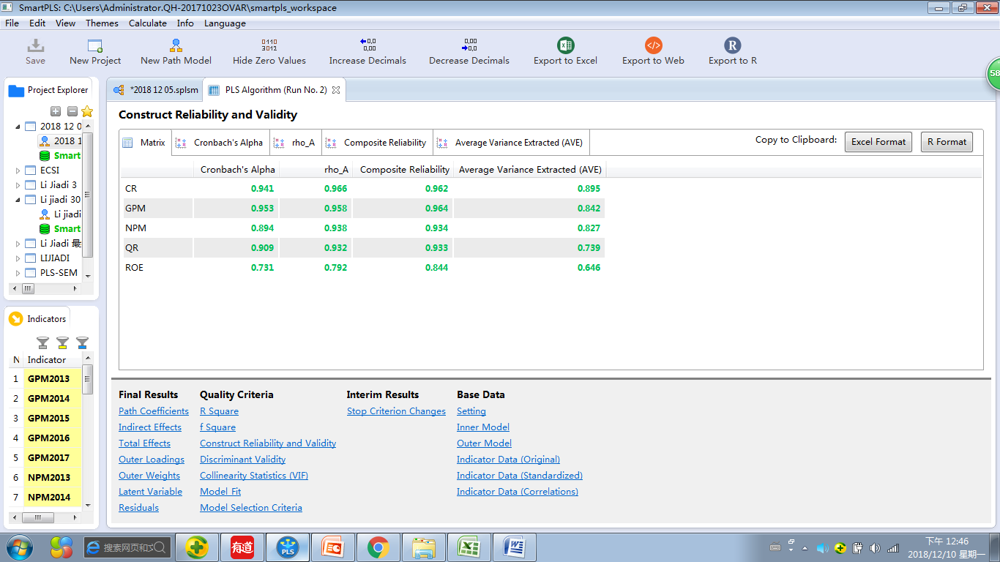 SmartPLS: C:\Users\Administrator.QH-20171023OVAR\smartpls_workspace
File Edit View Themes Calculate Info Language
Save New Project New Path Model Hide Zero Values Increase Decimals Decrease Decimals Export to Excel Export to Web Export to R
58
Project Explorer
2018 12 0
2018 1
Smart
ECSI
Li Jiadi 3
Li jiadi 30
Li jiadi
Smart
Li Jiadi 最
LIJIADI
PLS-SEM
Indicators
N Indicator
1 GPM2013
2 GPM2014
3 GPM2015
4 GPM2016
5 GPM2017
6 NPM2013
7 NPM2014
*2018 12 05.splsm PLS Algorithm (Run No. 2)
Construct Reliability and Validity
Matrix Cronbach's Alpha rho_A Composite Reliability Average Variance Extracted (AVE) Copy to Clipboard: Excel Format R Format
Cronbach's Alpha rho_A Composite Reliability Average Variance Extracted (AVE)
CR 0.941 0.966 0.962 0.895
GPM 0.953 0.958 0.964 0.842
NPM 0.894 0.938 0.934 0.827
QR 0.909 0.932 0.933 0.739
ROE 0.731 0.792 0.844 0.646
Final Results Quality Criteria Interim Results Base Data
Path Coefficients R Square Stop Criterion Changes Setting
Indirect Effects f Square Inner Model
Total Effects Construct Reliability and Validity Outer Model
Outer Loadings Discriminant Validity Indicator Data (Original)
Outer Weights Collinearity Statistics (VIF) Indicator Data (Standardized)
Latent Variable Model Fit Indicator Data (Correlations)
Residuals Model Selection Criteria
搜索网页和文
有道
PLS
下午 12:46
2018/12/10 星期一